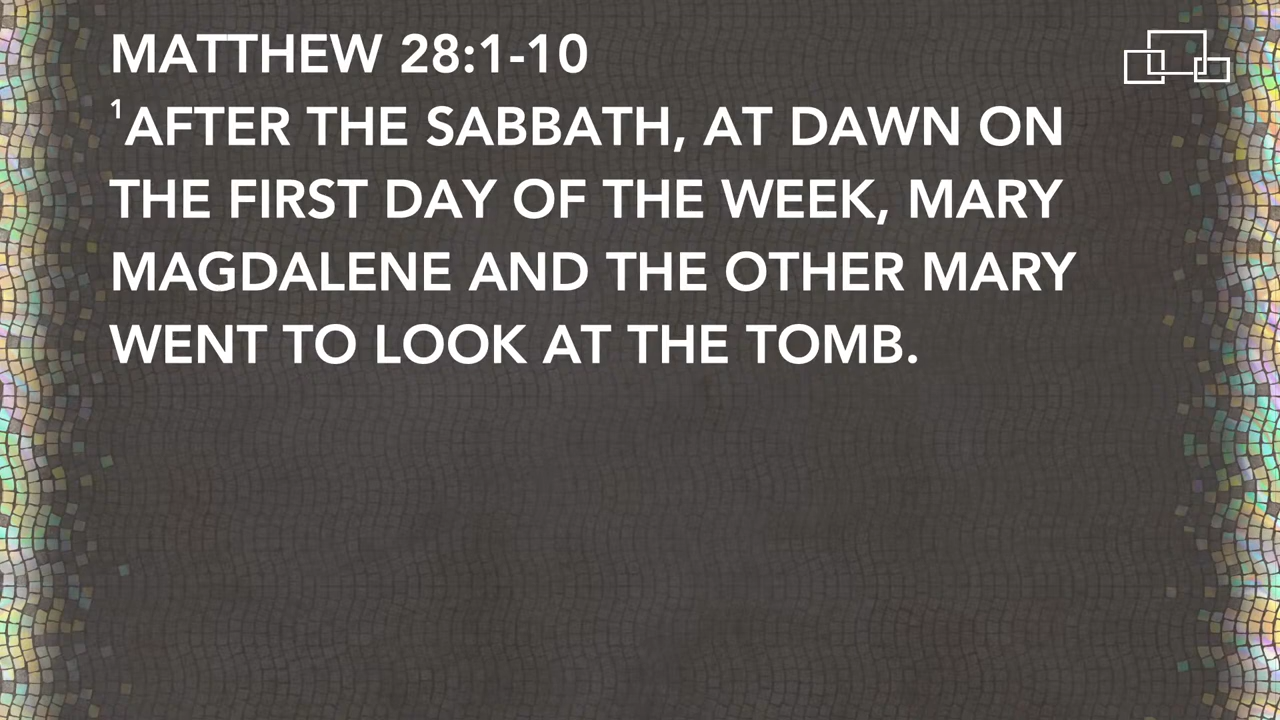 MATTHEW 28:1-10
¹AFTER THE SABBATH, AT DAWN ON
THE FIRST DAY OF THE WEEK, MARY
MAGDALENE AND THE OTHER MARY
WENT TO LOOK AT THE TOMB.